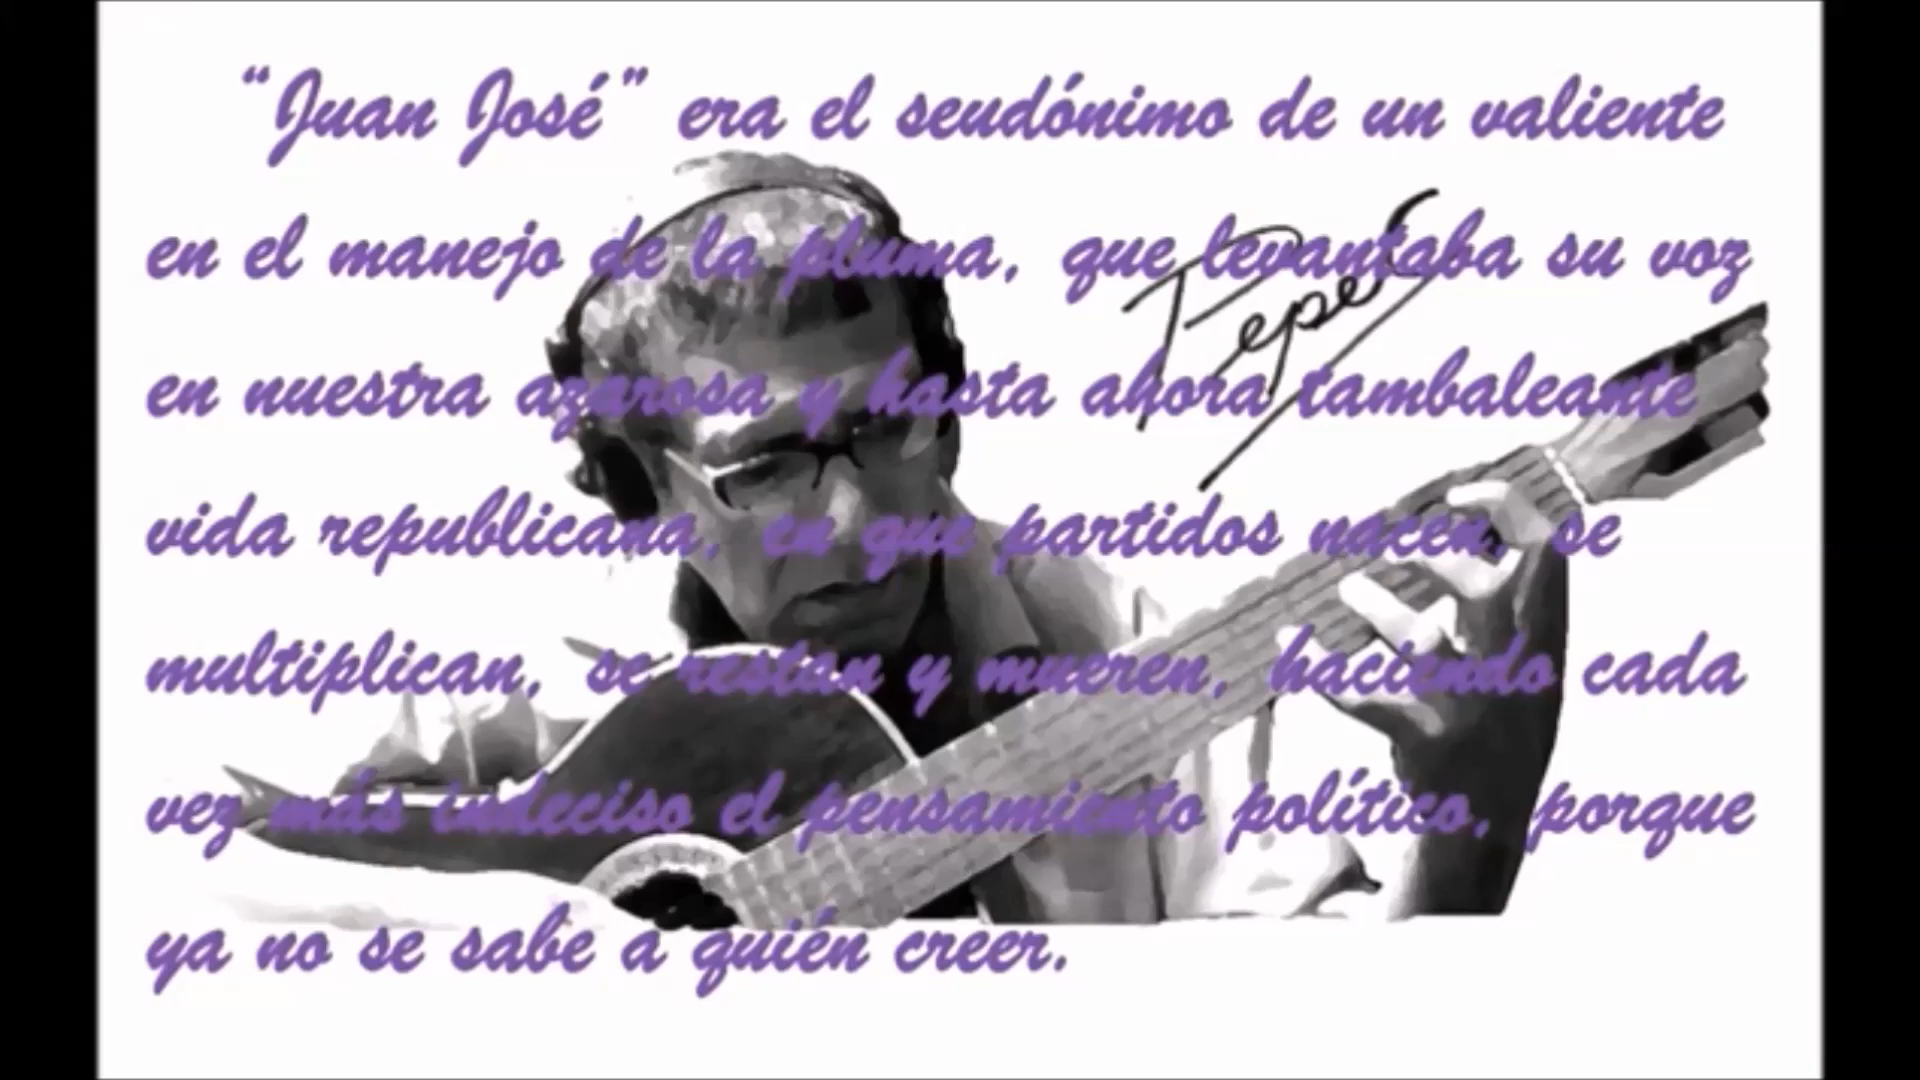 “Juan José” era el seudónimo de un valiente
en el manejo de la pluma, que levantaba su voz
en nuestra azarosa y hasta ahora tambaleante
vida republicana, en que partidos nacen, se
multiplican, se restan y mueren, haciendo cada
vez más indeciso el pensamiento político, porque
ya no se sabe a quién creer.